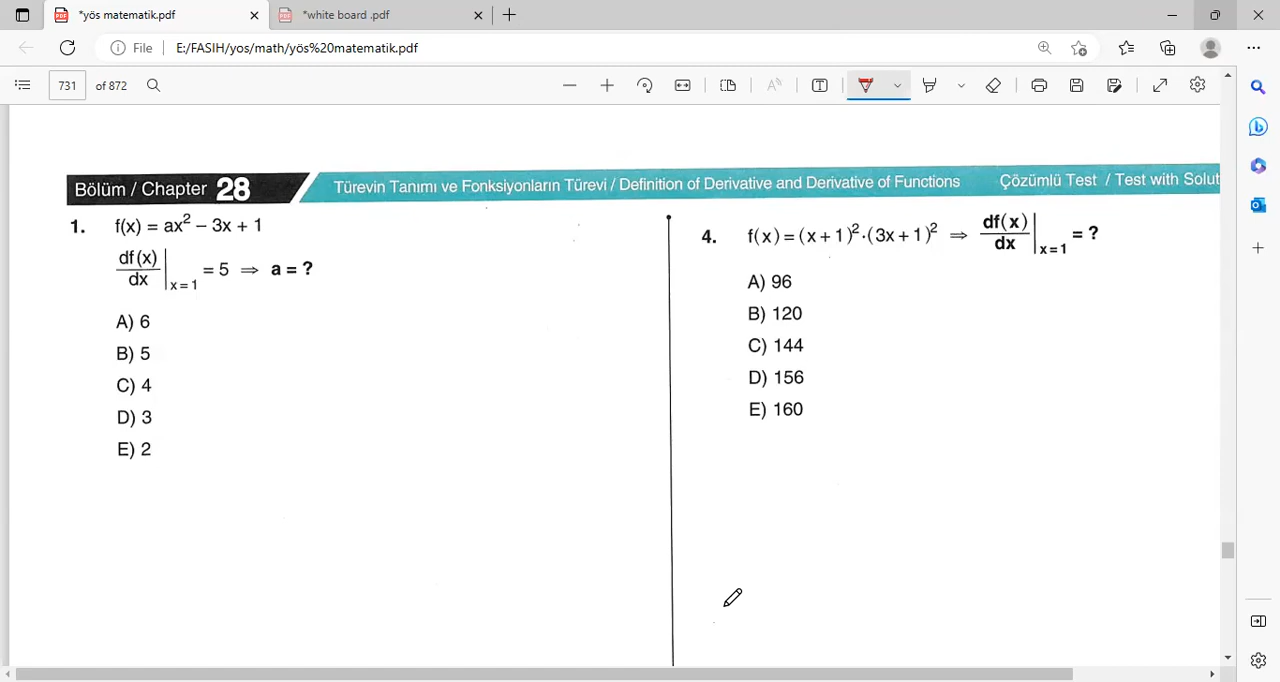 *yös matematik.pdf
*white board .pdf
File
E:/FASIH/yos/math/yös%20matematik.pdf
731 of 872
Bölüm / Chapter 28
Türevin Tanımı ve Fonksiyonların Türevi / Definition of Derivative and Derivative of Functions
Çözümlü Test / Test with Solut
1. f(x) = ax² − 3x + 1
df(x)/dx |x=1 = 5 ⇒ a = ?
A) 6
B) 5
C) 4
D) 3
E) 2
4. f(x) = (x+1)²·(3x+1)² ⇒ df(x)/dx |x=1 = ?
A) 96
B) 120
C) 144
D) 156
E) 160